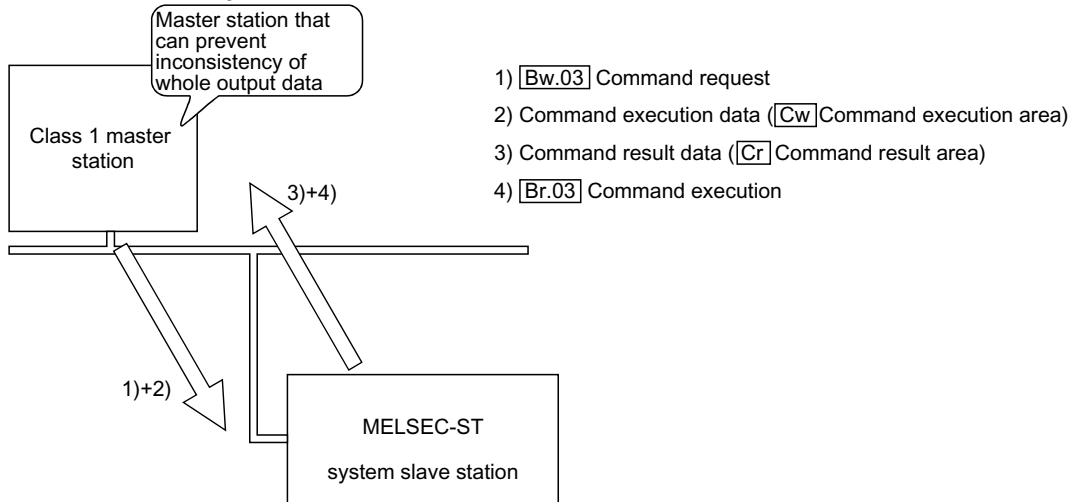 Master station that
can prevent
inconsistency of
whole output data
Class 1 master
station
1) Bw.03 Command request
2) Command execution data (Cw Command execution area)
3) Command result data (Cr Command result area)
4) Br.03 Command execution
3)+4)
1)+2)
MELSEC-ST
system slave station